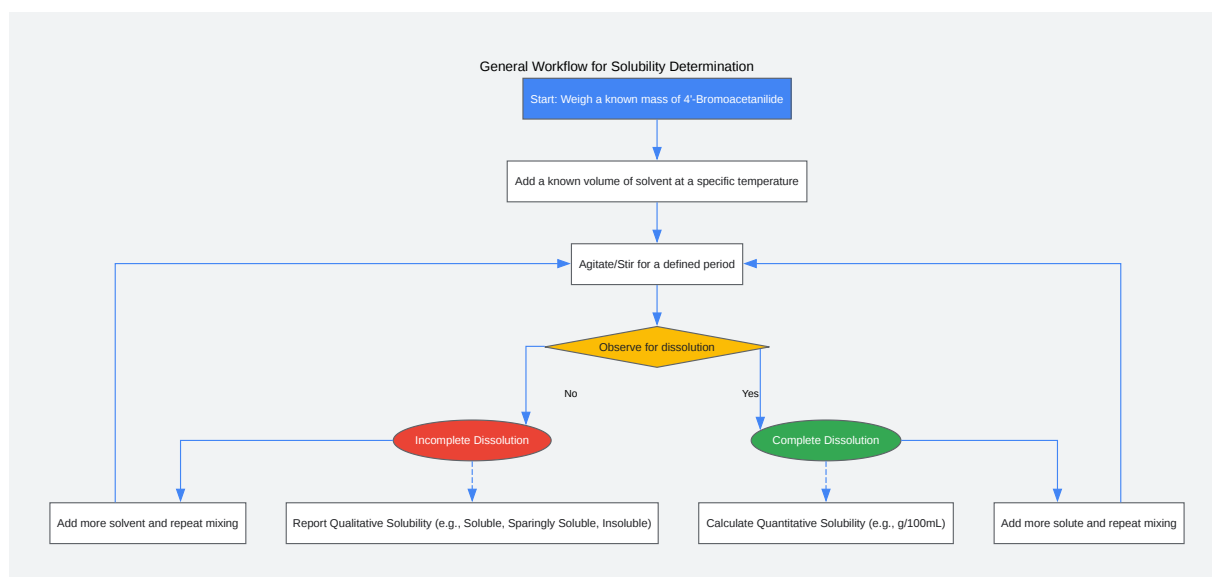 General Workflow for Solubility Determination
Start: Weigh a known mass of 4'-Bromoacetanilide
Add a known volume of solvent at a specific temperature
Agitate/Stir for a defined period
Observe for dissolution
No
Yes
Incomplete Dissolution
Complete Dissolution
Add more solvent and repeat mixing
Report Qualitative Solubility (e.g., Soluble, Sparingly Soluble, Insoluble)
Calculate Quantitative Solubility (e.g., g/100mL)
Add more solute and repeat mixing